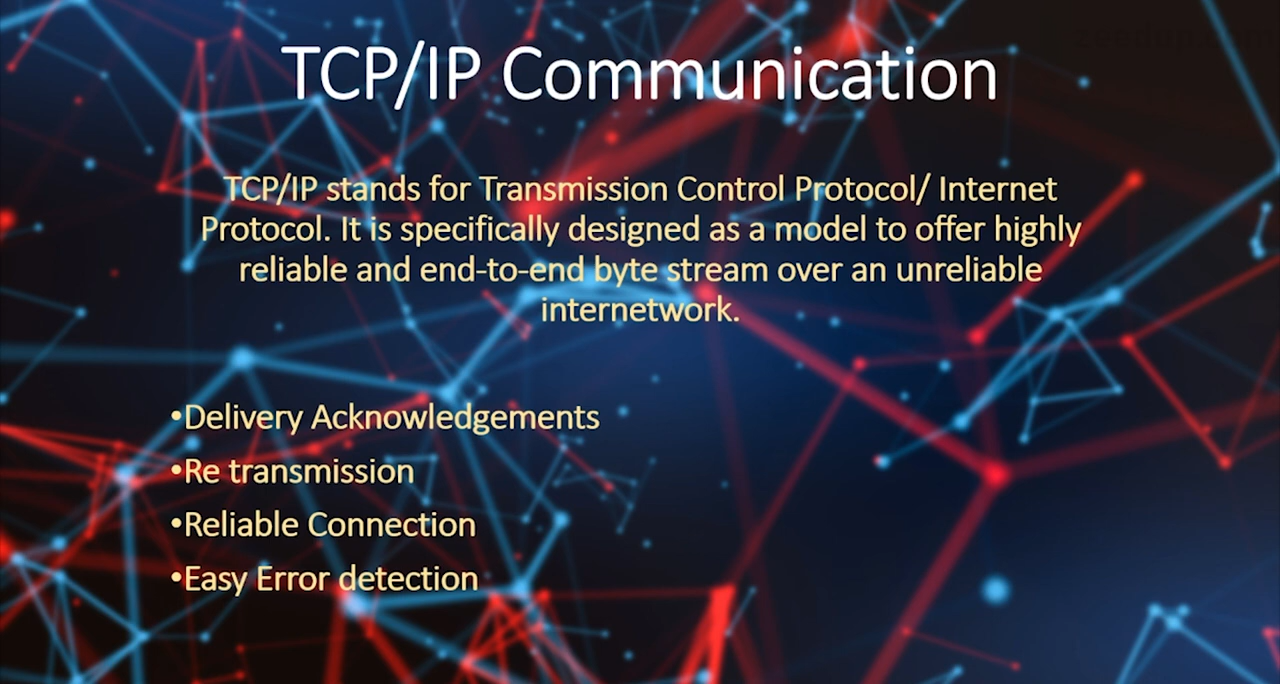 TCP/IP Communication
TCP/IP stands for Transmission Control Protocol/ Internet
Protocol. It is specifically designed as a model to offer highly
reliable and end-to-end byte stream over an unreliable
internetwork.
•Delivery Acknowledgements
•Re transmission
•Reliable Connection
•Easy Error detection